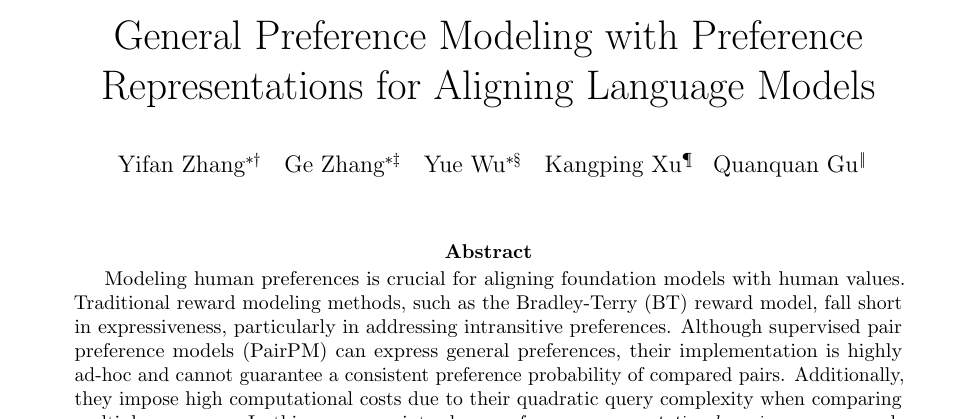 General Preference Modeling with Preference
Representations for Aligning Language Models
Yifan Zhang*† Ge Zhang*‡ Yue Wu*§ Kangping Xu¶ Quanquan Gu‖
Abstract
Modeling human preferences is crucial for aligning foundation models with human values.
Traditional reward modeling methods, such as the Bradley-Terry (BT) reward model, fall short
in expressiveness, particularly in addressing intransitive preferences. Although supervised pair
preference models (PairPM) can express general preferences, their implementation is highly
ad-hoc and cannot guarantee a consistent preference probability of compared pairs. Additionally,
they impose high computational costs due to their quadratic query complexity when comparing